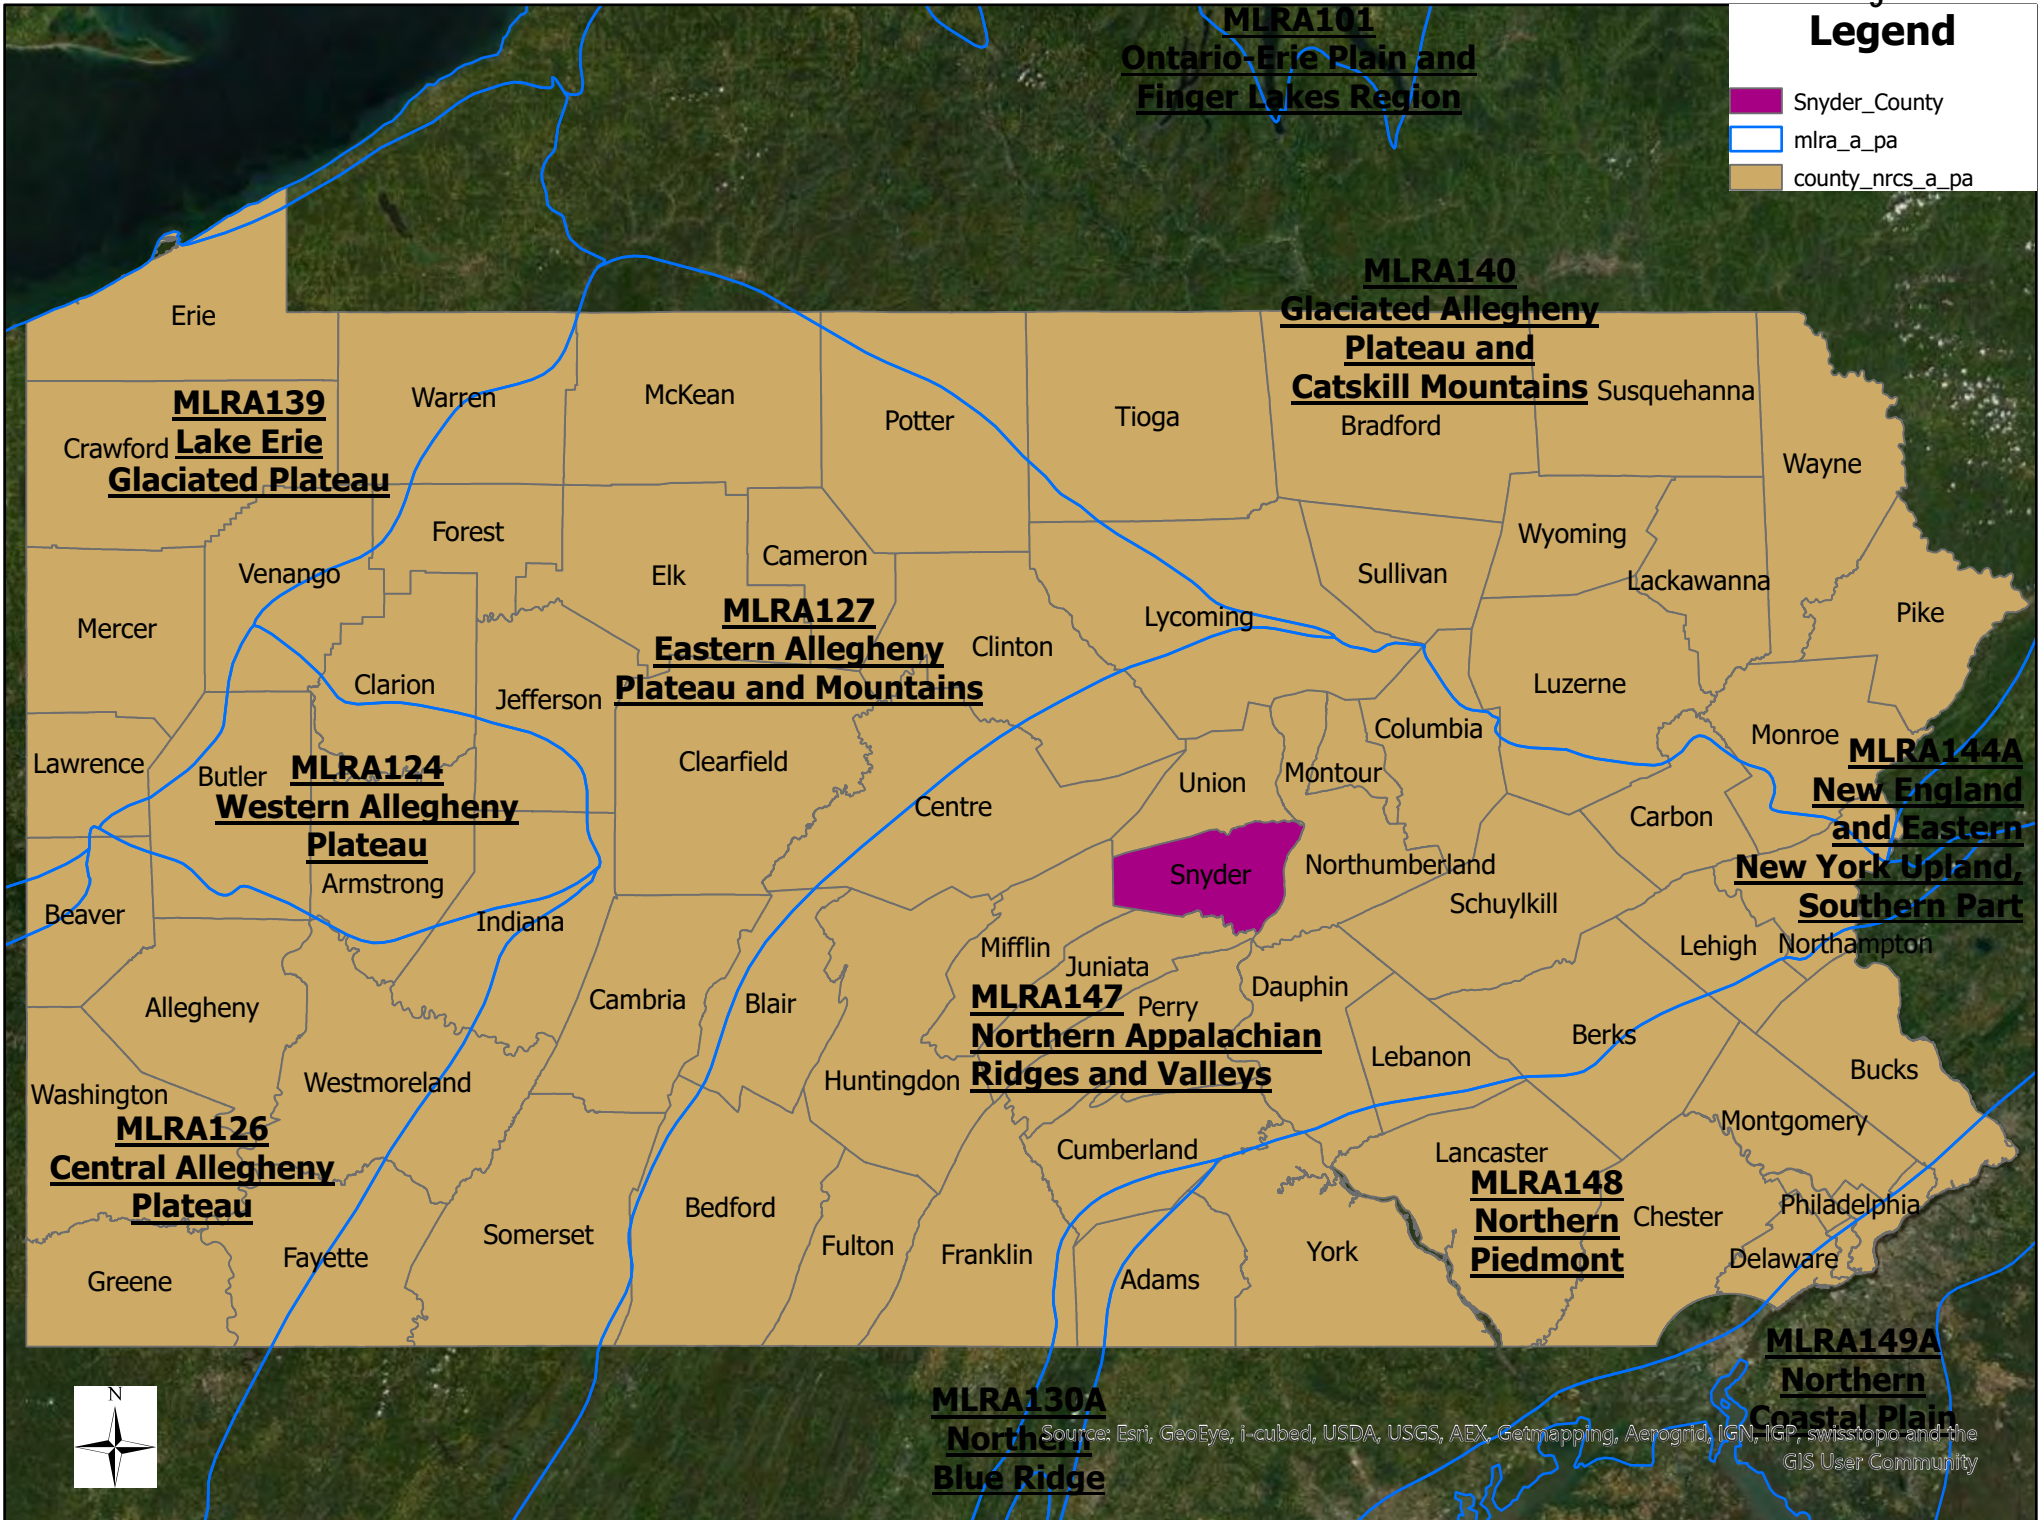 MLRA101
Ontario-Erie Plain and
Finger Lakes Region
Legend
Snyder_County
mlra_a_pa
county_nrcs_a_pa
MLRA140
Glaciated Allegheny
Plateau and
Catskill Mountains
Erie
Warren
McKean
Potter
Tioga
Bradford
Susquehanna
Wayne
MLRA139
Lake Erie
Glaciated Plateau
Crawford
Forest
Venango
Elk
Cameron
Sullivan
Wyoming
Lackawanna
Pike
Mercer
MLRA127
Eastern Allegheny
Plateau and Mountains
Clinton
Lycoming
Clarion
Jefferson
Luzerne
Columbia
Monroe
Lawrence
Butler
MLRA124
Western Allegheny
Plateau
Armstrong
Clearfield
Centre
Union
Montour
Carbon
MLRA144A
New England
and Eastern
New York Upland,
Southern Part
Snyder
Northumberland
Schuylkill
Beaver
Indiana
Mifflin
Juniata
Lehigh
Northampton
Allegheny
Cambria
Blair
MLRA147
Northern Appalachian
Ridges and Valleys
Perry
Dauphin
Berks
Lebanon
Bucks
Washington
Westmoreland
Huntingdon
MLRA126
Central Allegheny
Plateau
Cumberland
Lancaster
Montgomery
MLRA148
Northern
Piedmont
Chester
Philadelphia
Delaware
Greene
Fayette
Somerset
Bedford
Fulton
Franklin
Adams
York
MLRA149A
Northern
Coastal Plain
N
MLRA130A
Northern
Blue Ridge
Source: Esri, GeoEye, i-cubed, USDA, USGS, AEX, Getmapping, Aerogrid, IGN, IGP, swisstopo and the
GIS User Community